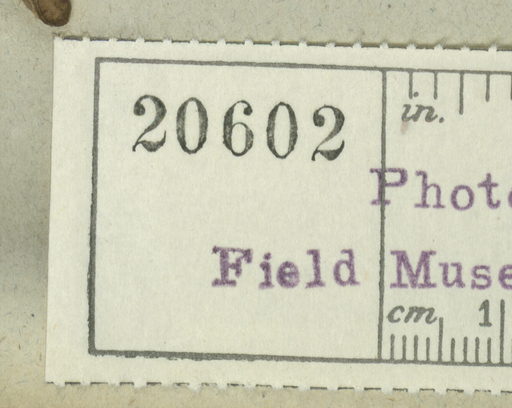 20602
in.
Photo
Field Muse
cm 1